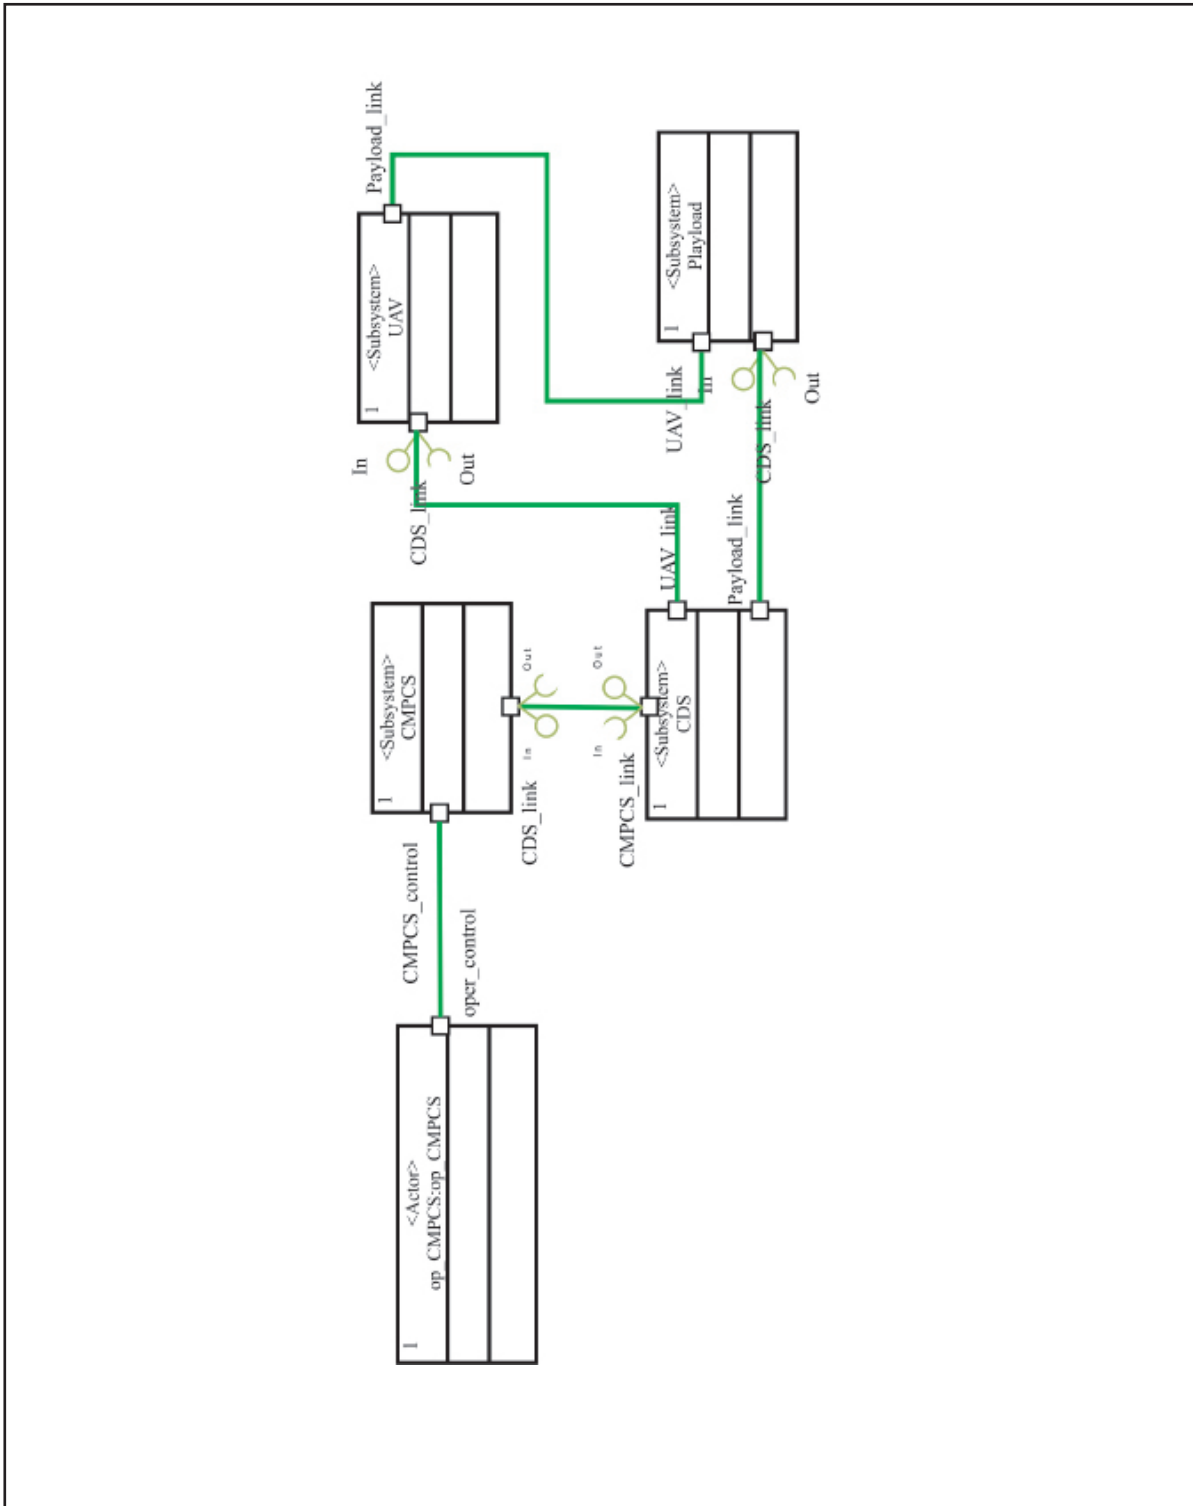 Payload_link
1
<Subsystem>
UAV
In
Out
CDS_link
1
<Subsystem>
Playload
UAV_link
In
CDS_link
Out
UAV_link
Payload_link
1
<Subsystem>
CMPCS
Out
In
CDS_link
Out
In
CMPCS_link
1
<Subsystem>
CDS
CMPCS_control
oper_control
1
<Actor>
op_CMPCS:op_CMPCS